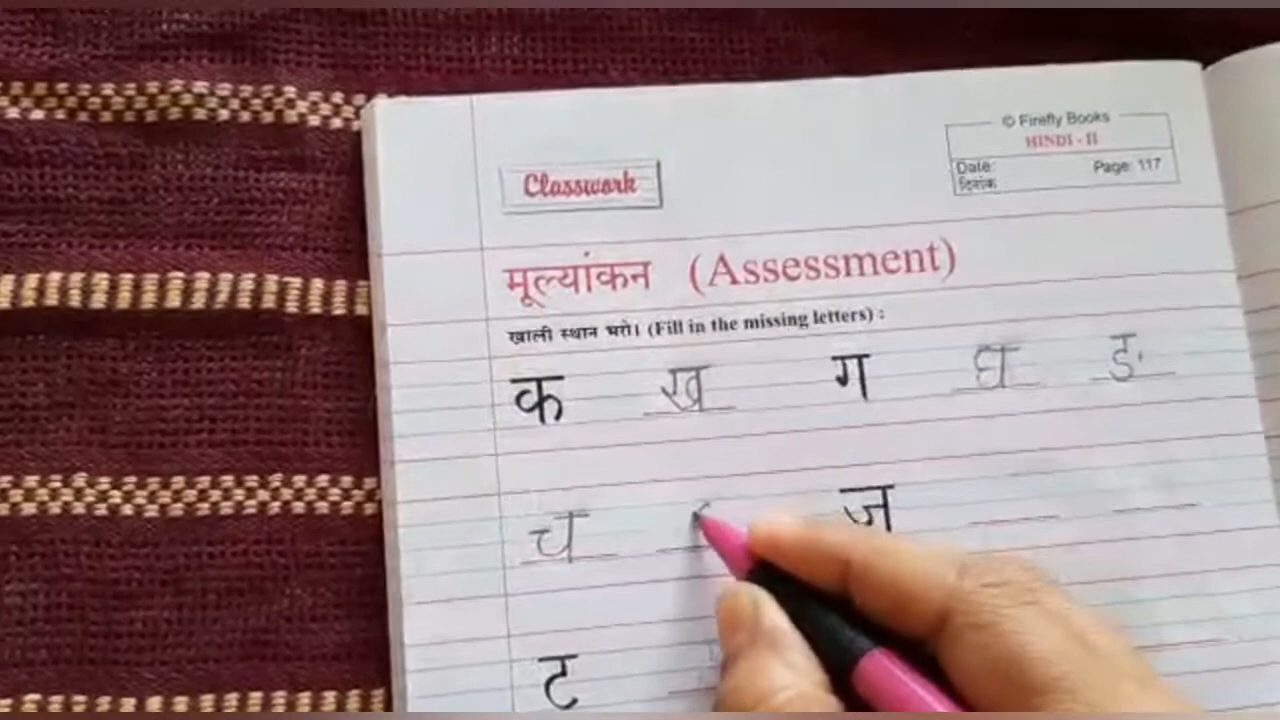 © Firefly Books
HINDI - II
Classwork
Date:
दिनांक
Page: 117
मूल्यांकन (Assessment)
खाली स्थान भरो। (Fill in the missing letters) :
क ख ग घ ङ
च ज
ट